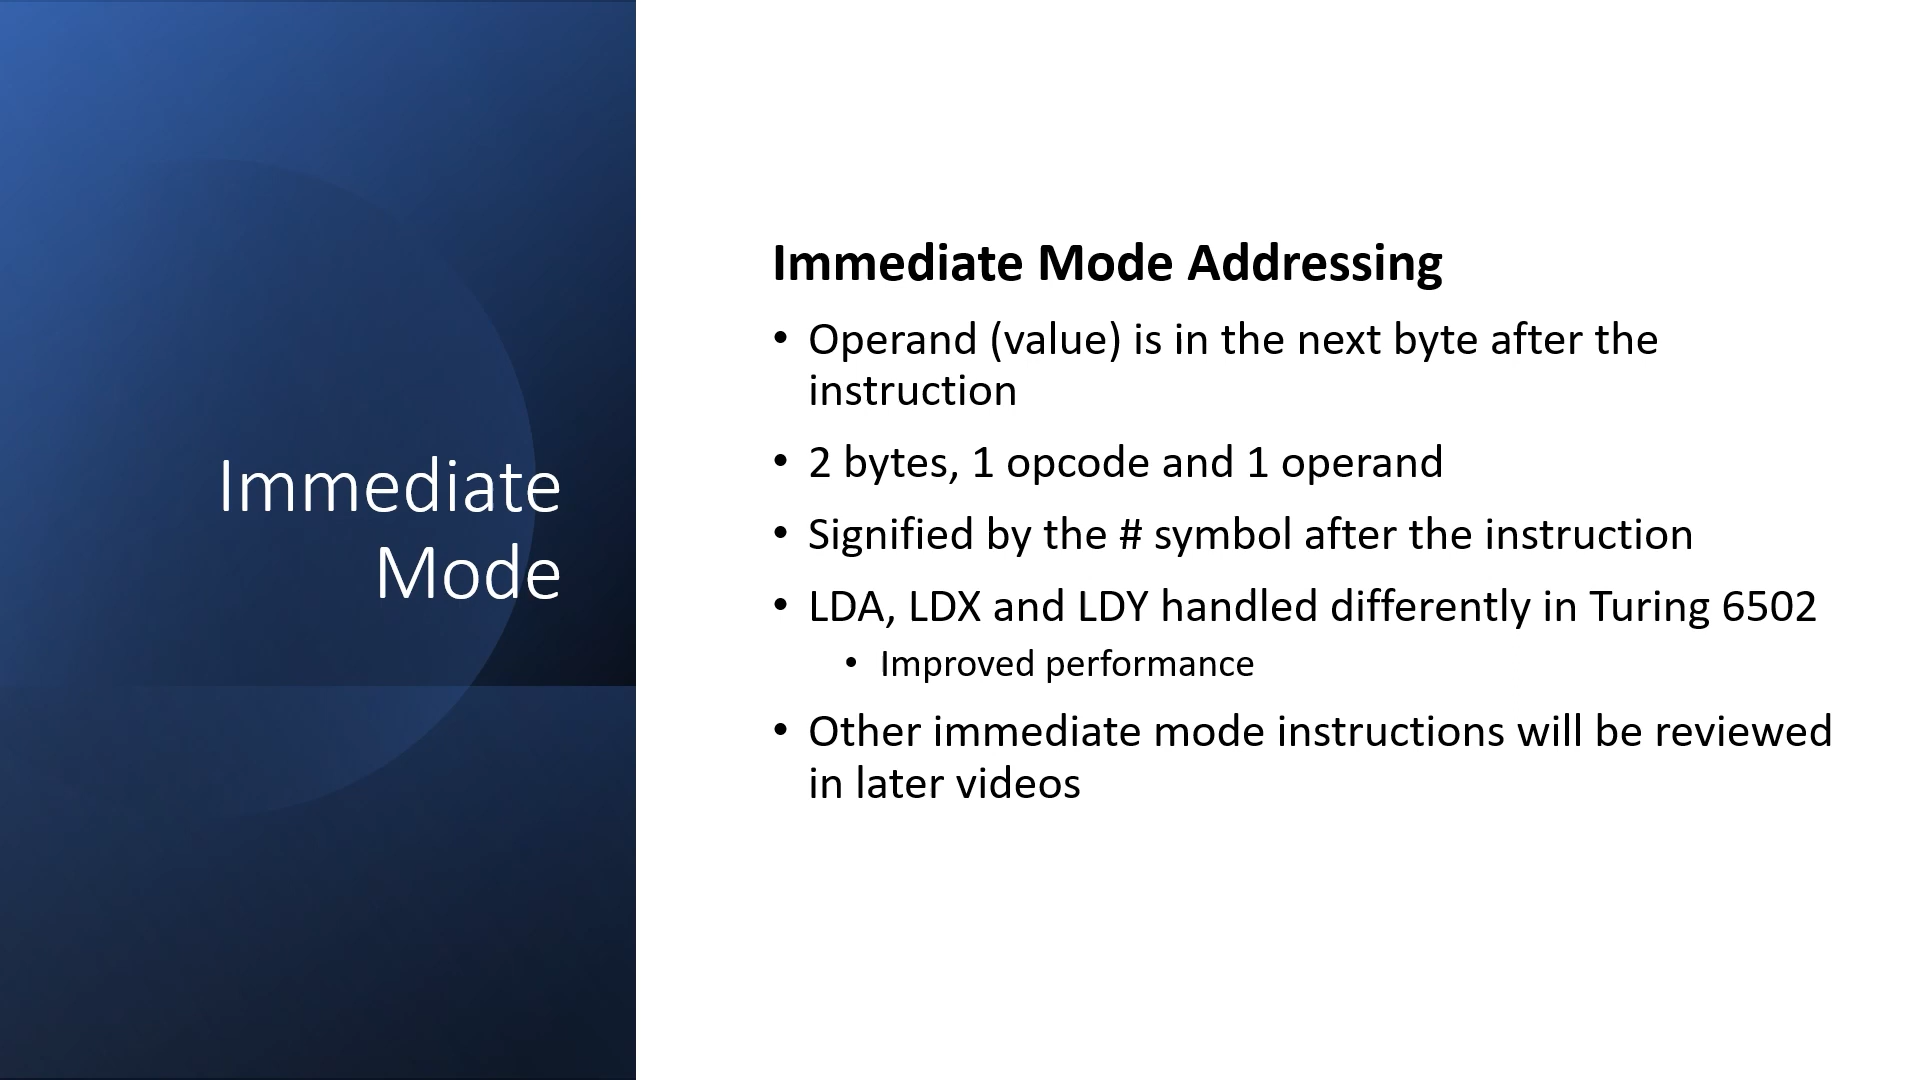 Immediate
Mode
Immediate Mode Addressing
• Operand (value) is in the next byte after the
instruction
• 2 bytes, 1 opcode and 1 operand
• Signified by the # symbol after the instruction
• LDA, LDX and LDY handled differently in Turing 6502
• Improved performance
• Other immediate mode instructions will be reviewed
in later videos